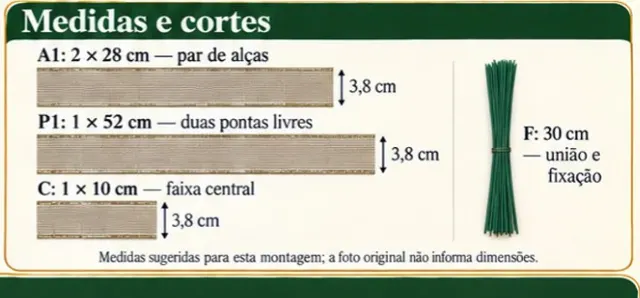 Medidas e cortes
A1: 2 × 28 cm — par de alças
3,8 cm
P1: 1 × 52 cm — duas pontas livres
3,8 cm
C: 1 × 10 cm — faixa central
3,8 cm
F: 30 cm
— união e
fixação
Medidas sugeridas para esta montagem; a foto original não informa dimensões.